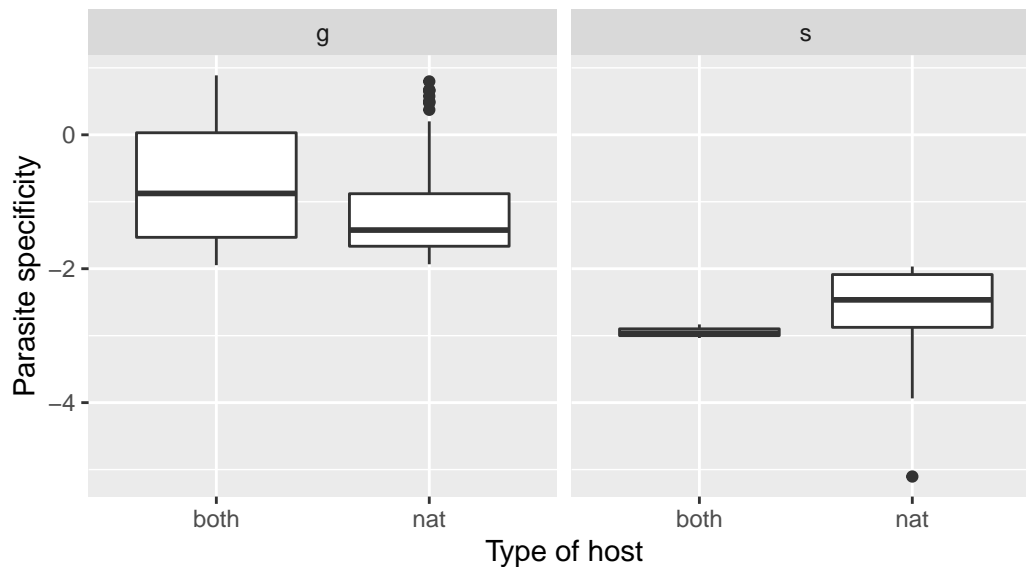 g
s
Parasite specificity
0
−2
−4
both
nat
both
nat
Type of host